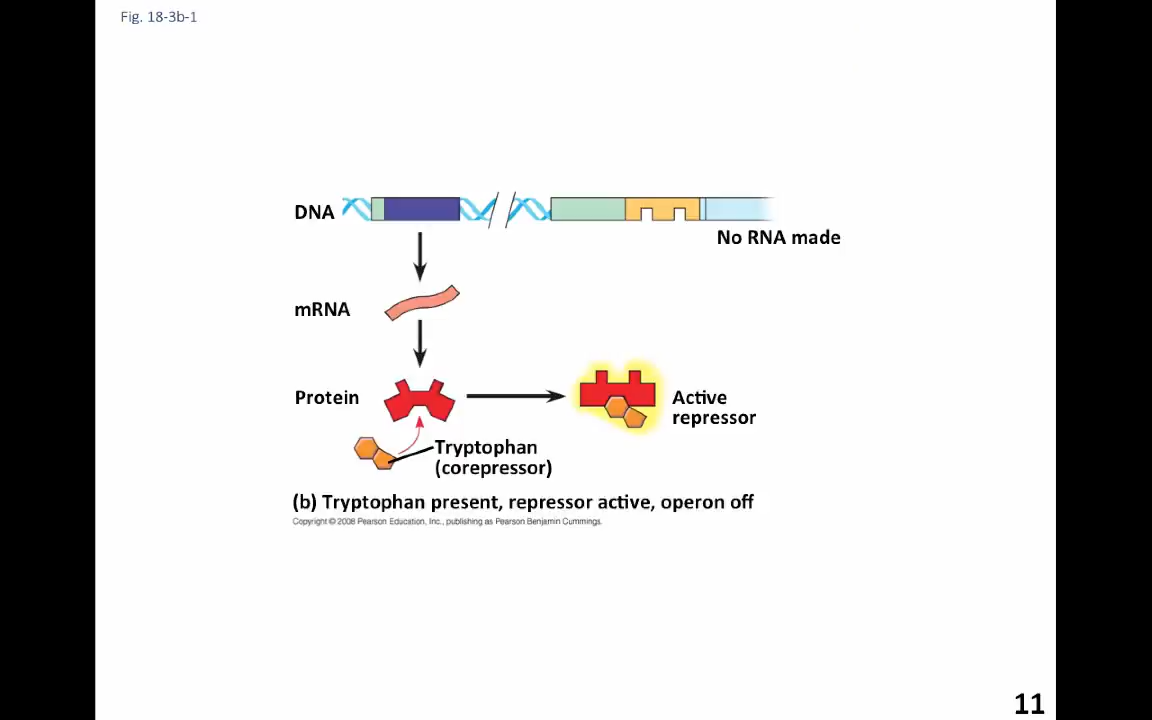 Fig. 18-3b-1
DNA
No RNA made
mRNA
Protein
Active
repressor
Tryptophan
(corepressor)
(b) Tryptophan present, repressor active, operon off
Copyright © 2008 Pearson Education, Inc., publishing as Pearson Benjamin Cummings.
11